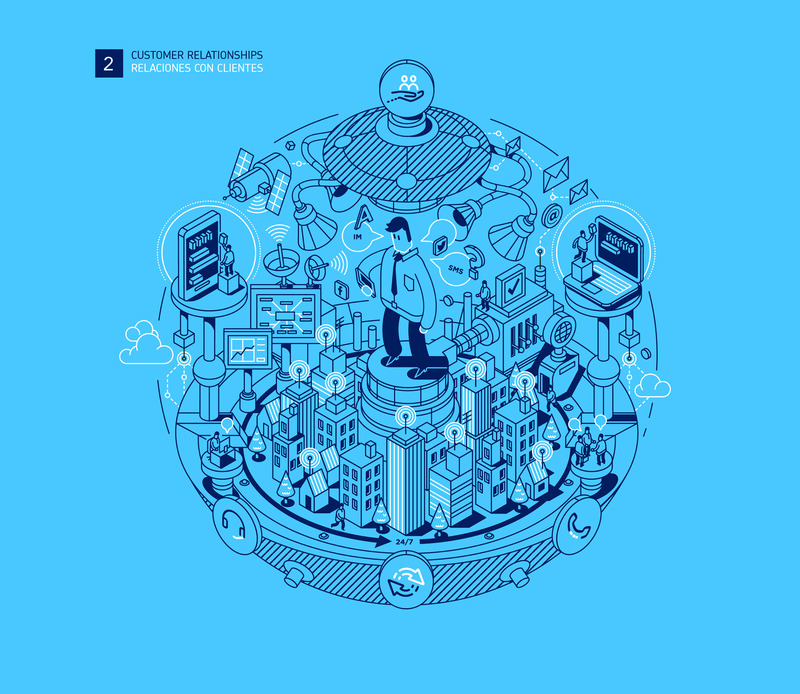 2
CUSTOMER RELATIONSHIPS
RELACIONES CON CLIENTES
A
IM
SMS
@
f
24/7